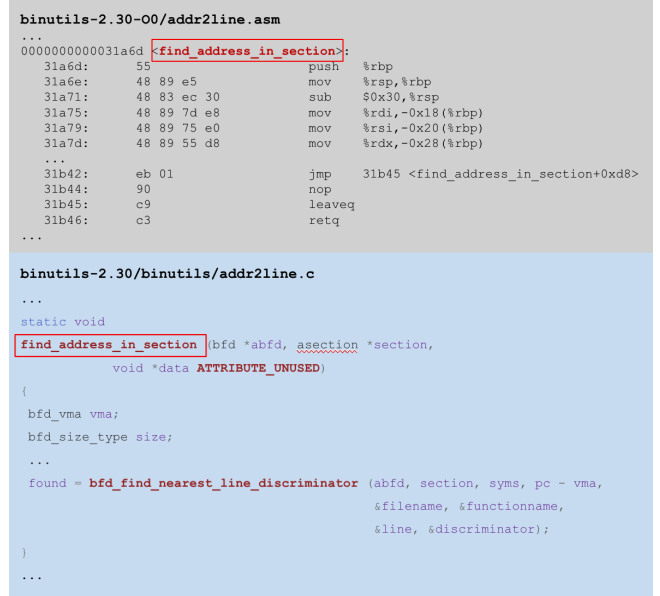 binutils-2.30-O0/addr2line.asm
...
0000000000031a6d <find_address_in_section>:
31a6d: 55 push %rbp
31a6e: 48 89 e5 mov %rsp,%rbp
31a71: 48 83 ec 30 sub $0x30,%rsp
31a75: 48 89 7d e8 mov %rdi,-0x18(%rbp)
31a79: 48 89 75 e0 mov %rsi,-0x20(%rbp)
31a7d: 48 89 55 d8 mov %rdx,-0x28(%rbp)
...
31b42: eb 01 jmp 31b45 <find_address_in_section+0xd8>
31b44: 90 nop
31b45: c9 leaveq
31b46: c3 retq
...
binutils-2.30/binutils/addr2line.c
...
static void
find_address_in_section (bfd *abfd, asection *section,
void *data ATTRIBUTE_UNUSED)
{
bfd_vma vma;
bfd_size_type size;
...
found = bfd_find_nearest_line_discriminator (abfd, section, syms, pc - vma,
&filename, &functionname,
&line, &discriminator);
}
...